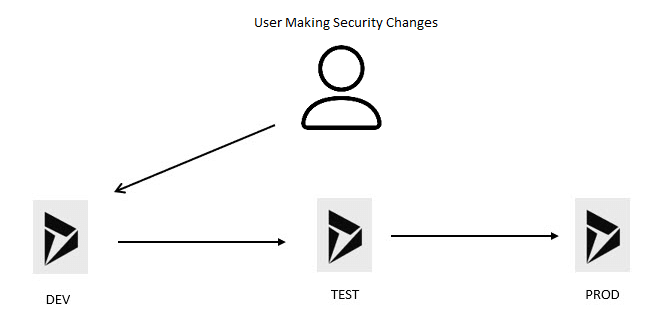 User Making Security Changes
DEV
TEST
PROD